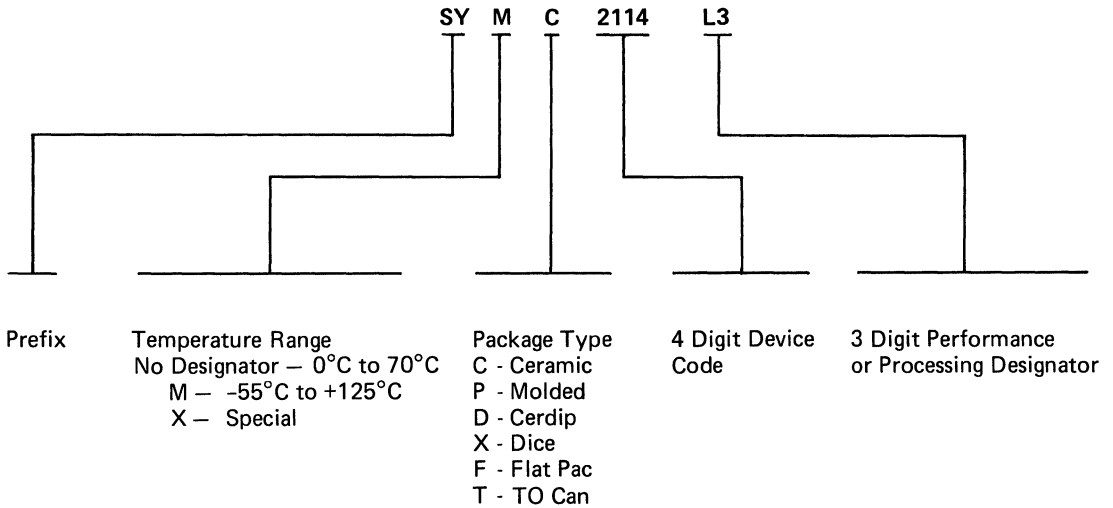 SY M C 2114 L3
Prefix
Temperature Range
No Designator — 0°C to 70°C
M — -55°C to +125°C
X — Special
Package Type
C - Ceramic
P - Molded
D - Cerdip
X - Dice
F - Flat Pac
T - TO Can
4 Digit Device
Code
3 Digit Performance
or Processing Designator